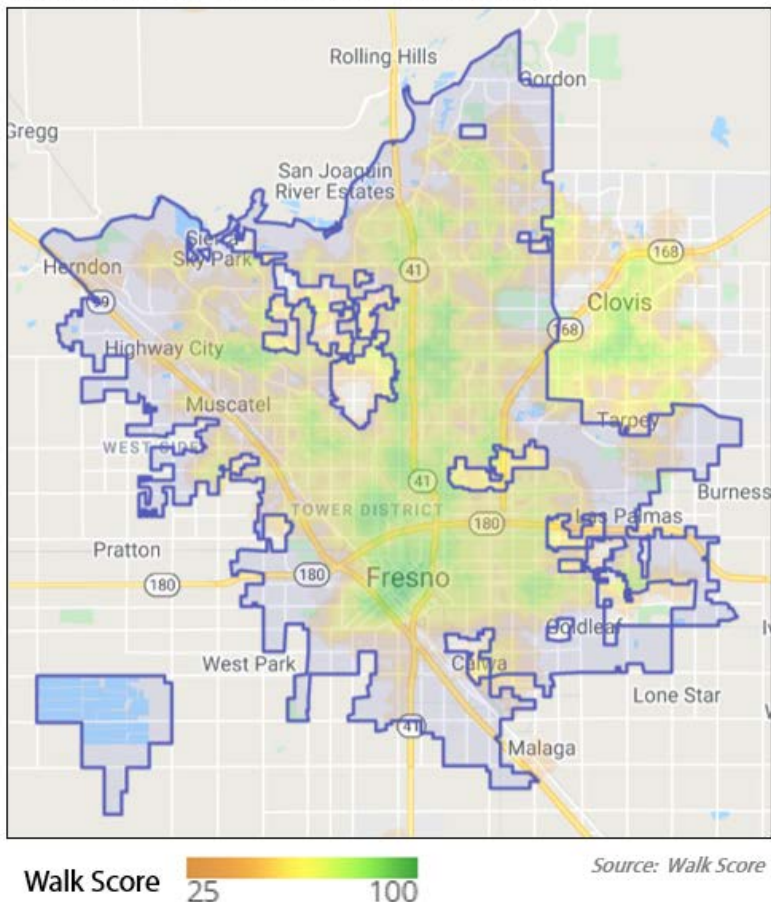 Rolling Hills
Gordon
Gregg
San Joaquin
River Estates
Sierra
Sky Park
168
41
Herndon
99
Clovis
168
Highway City
Muscatel
Tarpey
WEST SIDE
41
Burness
TOWER DISTRICT
180
Las Palmas
Pratton
180
180
Fresno
Goldleaf
West Park
Calwa
Lone Star
41
Malaga
Walk Score
25
100
Source: Walk Score